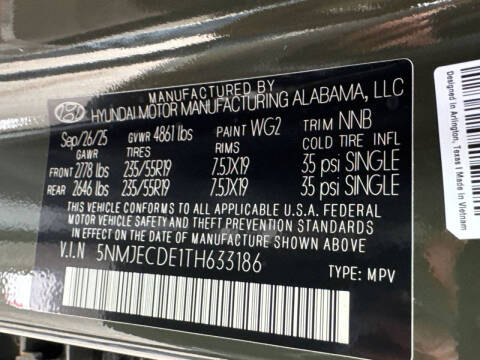 MANUFACTURED BY
HYUNDAI MOTOR MANUFACTURING ALABAMA, LLC
Sep/26/25 GVWR 4861 lbs PAINT WG2 TRIM NNB
GAWR TIRES RIMS COLD TIRE INFL
FRONT 2778 lbs 235/55R19 7.5JX19 35 psi SINGLE
REAR 2646 lbs 235/55R19 7.5JX19 35 psi SINGLE
THIS VEHICLE CONFORMS TO ALL APPLICABLE U.S.A. FEDERAL
MOTOR VEHICLE SAFETY AND THEFT PREVENTION STANDARDS
IN EFFECT ON THE DATE OF MANUFACTURE SHOWN ABOVE.
V.I.N 5NMJECDE1TH633186 TYPE: MPV
Designed in Arlington, Texas | Made in Vietnam